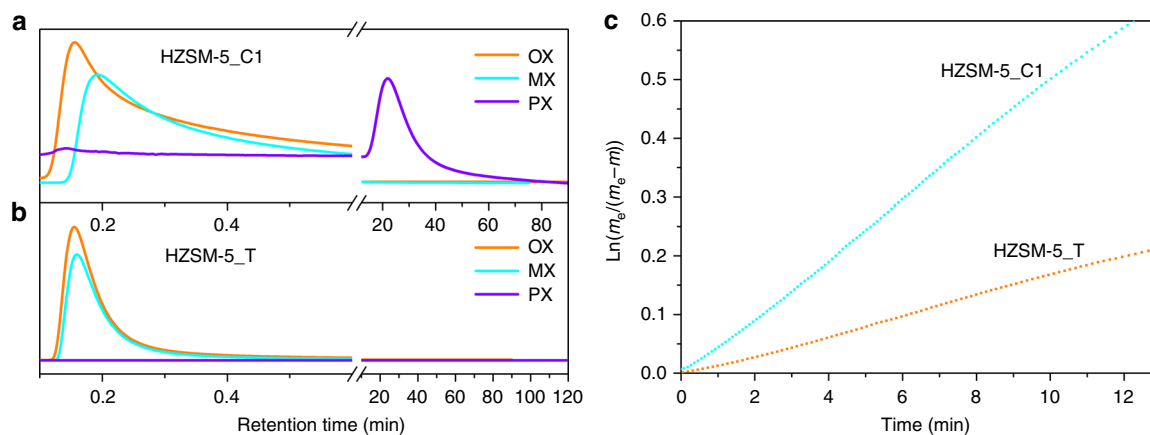 a
HZSM-5_C1
OX
MX
PX
0.2 0.4 20 40 60 80
b
HZSM-5_T
OX
MX
PX
0.2 0.4 20 40 60 80 100 120
Retention time (min)
c
0.6
0.5
0.4
0.3
0.2
0.1
0.0
Ln(mₑ/(mₑ−m))
HZSM-5_C1
HZSM-5_T
0 2 4 6 8 10 12
Time (min)